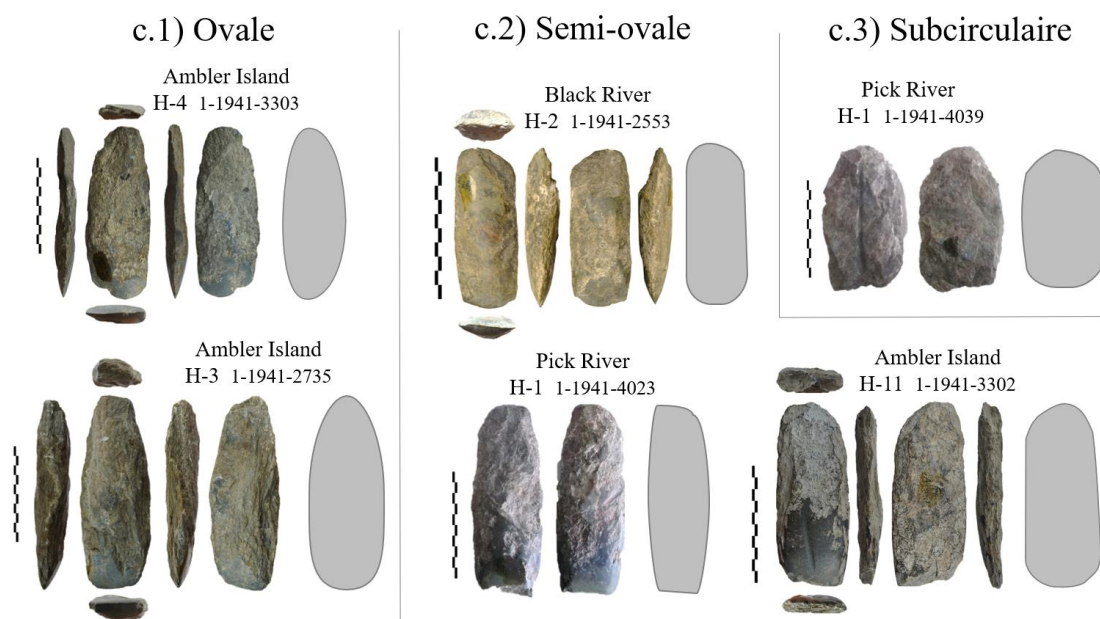 c.1) Ovale
Ambler Island
H-4 1-1941-3303
Ambler Island
H-3 1-1941-2735
c.2) Semi-ovale
Black River
H-2 1-1941-2553
Pick River
H-1 1-1941-4023
c.3) Subcirculaire
Pick River
H-1 1-1941-4039
Ambler Island
H-11 1-1941-3302